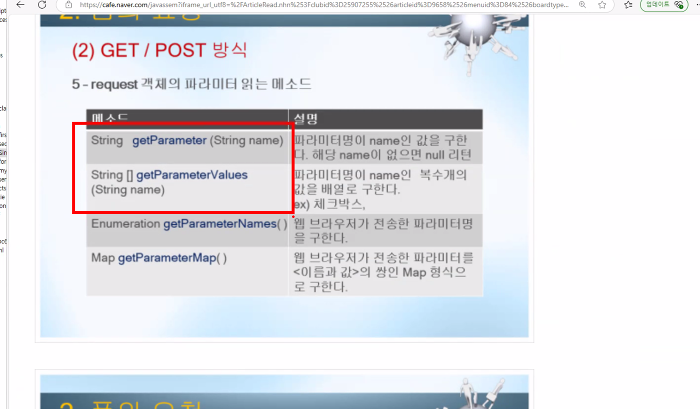 https://cafe.naver.com/javassem?iframe_url_utf8=%2FArticleRead.nhn%253Fclubid%3D25907255%2526articleid%3D9658%2526menuid%3D84%2526boardtype...
업데이트
(2) GET / POST 방식
5 – request 객체의 파라미터 읽는 메소드
메소드 설명
String getParameter (String name) 파라미터명이 name인 값을 구한
다. 해당 name이 없으면 null 리턴
String [] getParameterValues 파라미터명이 name인 복수개의
(String name) 값을 배열로 구한다.
ex) 체크박스,
Enumeration getParameterNames( ) 웹 브라우저가 전송한 파라미터명
을 구한다.
Map getParameterMap( ) 웹 브라우저가 전송한 파라미터를
<이름과 값>의 쌍인 Map 형식으
로 구한다.